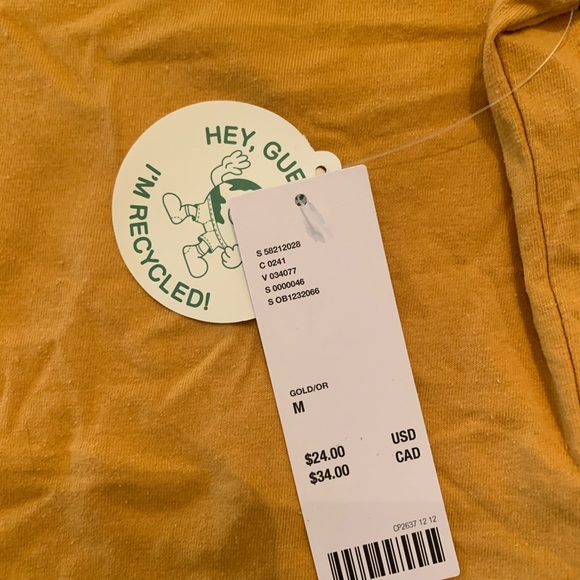 HEY, GUE
I'M RECYCLED!
S 58212028
C 0241
V 034077
S 0000046
S OB1232066
GOLD/OR
M
$24.00 USD
$34.00 CAD
CP2637 12 12